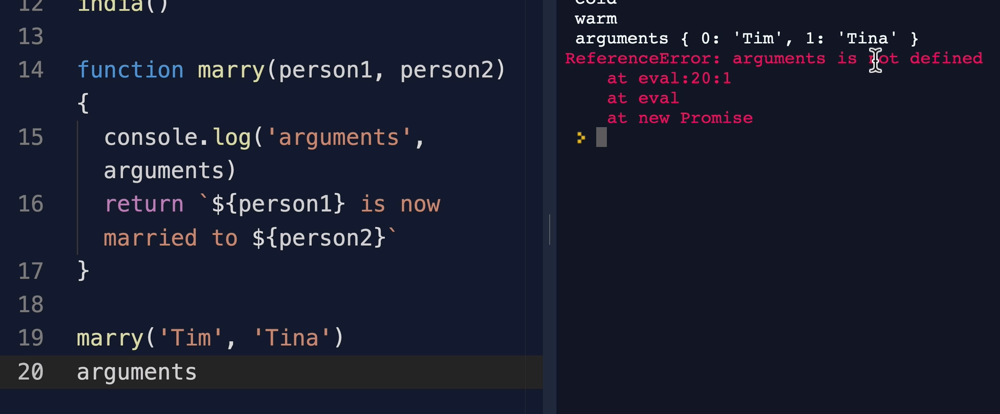 12 india()
13
14 function marry(person1, person2)
{
15 console.log('arguments',
arguments)
16 return `${person1} is now
married to ${person2}`
17 }
18
19 marry('Tim', 'Tina')
20 arguments
cold
warm
arguments { 0: 'Tim', 1: 'Tina' }
ReferenceError: arguments is not defined
at eval:20:1
at eval
at new Promise
>